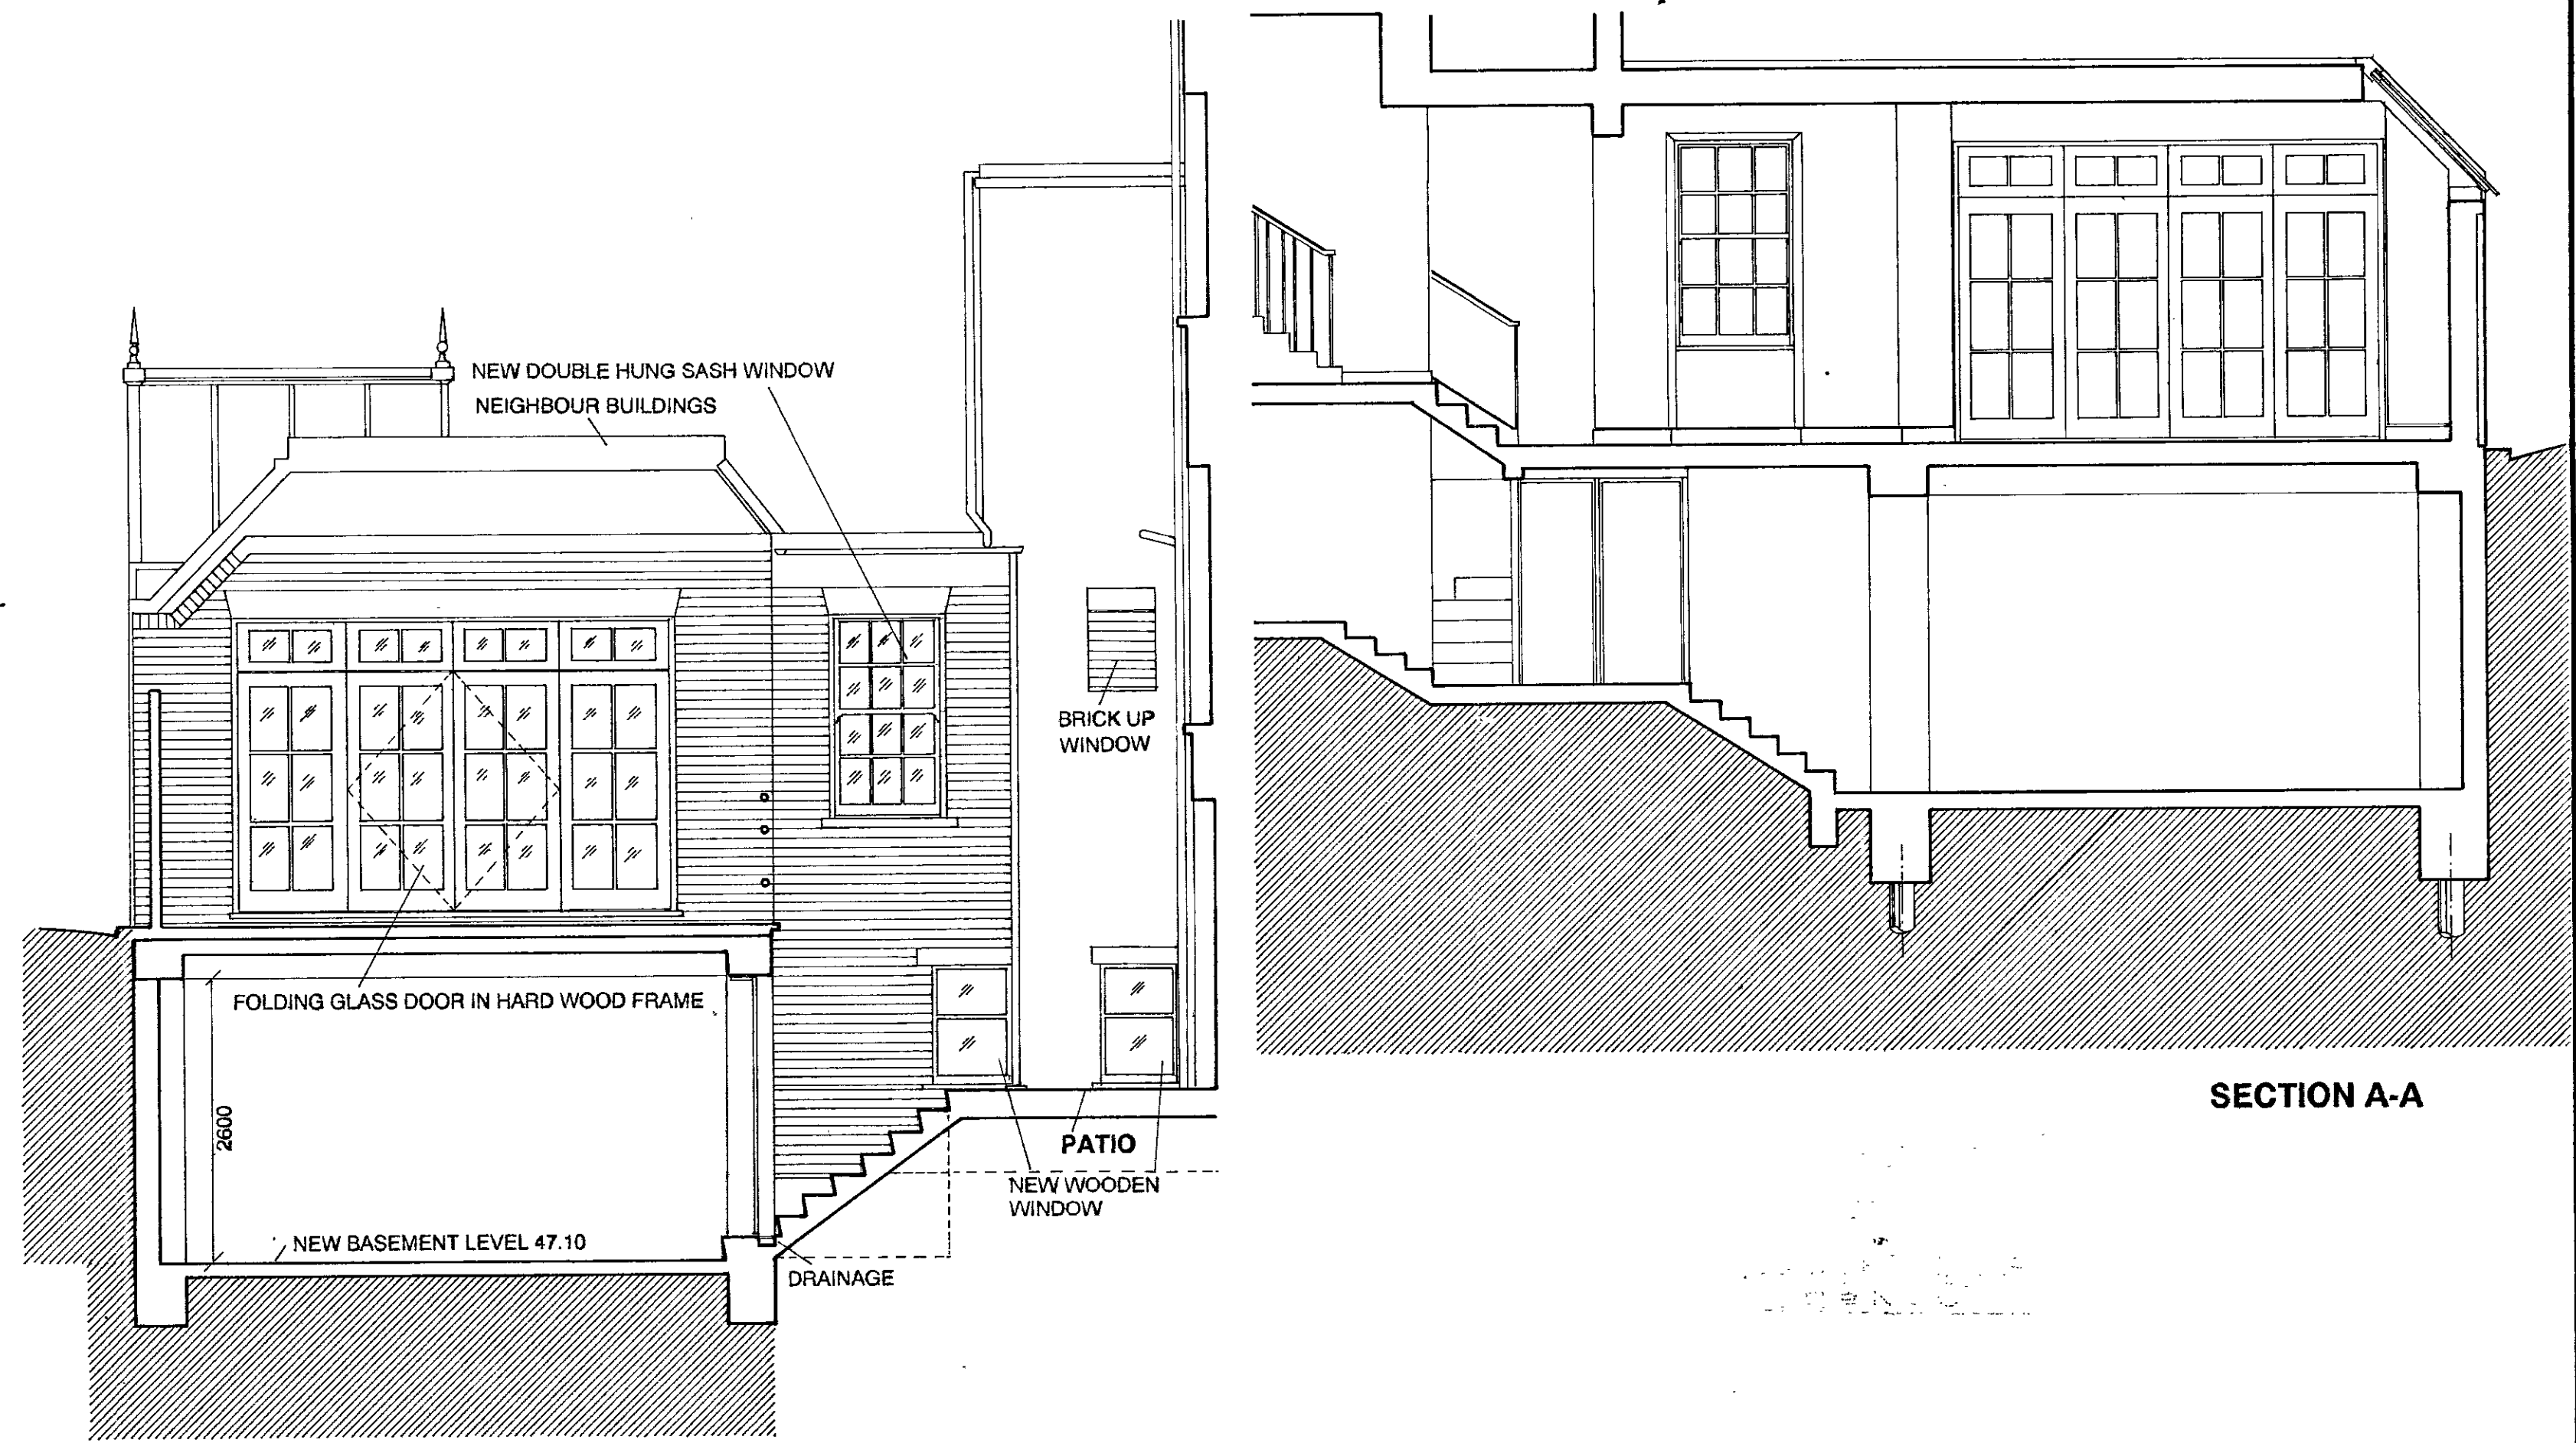 NEW DOUBLE HUNG SASH WINDOW
NEIGHBOUR BUILDINGS
BRICK UP
WINDOW
FOLDING GLASS DOOR IN HARD WOOD FRAME
2600
PATIO
NEW WOODEN
WINDOW
NEW BASEMENT LEVEL 47.10
DRAINAGE
SECTION A-A